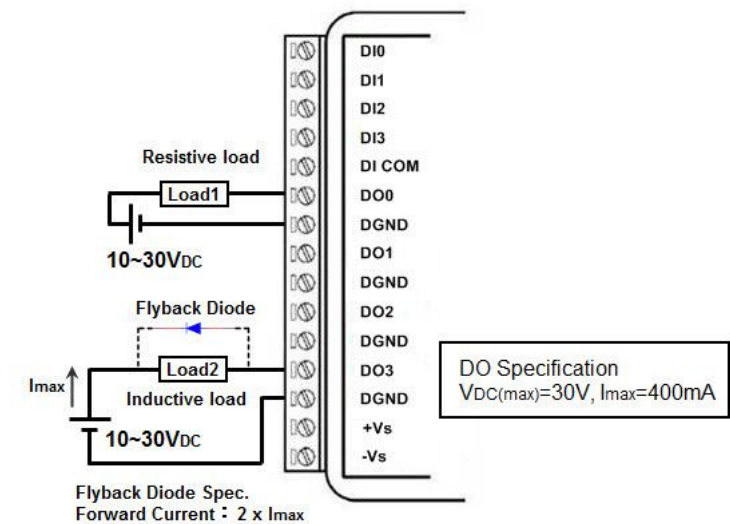 DI0
DI1
DI2
DI3
DI COM
DO0
DGND
DO1
DGND
DO2
DGND
DO3
DGND
+Vs
-Vs
Resistive load
Load1
10~30VDC
Flyback Diode
Load2
Imax
Inductive load
10~30VDC
Flyback Diode Spec.
Forward Current : 2 x Imax
DO Specification
VDC(max)=30V, Imax=400mA